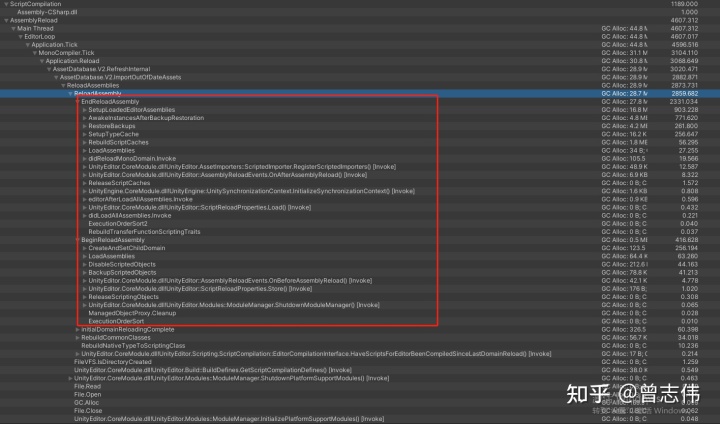 ScriptCompilation 1189.000
Assembly-CSharp.dll 1.000
AssemblyReload 4607.312
Main Thread GC Alloc: 44.8 M 4607.312
EditorLoop GC Alloc: 44.8 M 4607.017
Application.Tick GC Alloc: 44.8 M 4596.516
MonoCompiler.Tick GC Alloc: 31.1 M 3104.110
Application.Reload GC Alloc: 30.8 M 3068.649
AssetDatabase.V2.RefreshInternal GC Alloc: 28.9 M 3020.471
AssetDatabase.V2.ImportOutOfDateAssets GC Alloc: 28.9 M 2882.871
ReloadAssemblies GC Alloc: 28.9 M 2873.731
ReloadAssembly GC Alloc: 28.7 M 2859.682
EndReloadAssembly GC Alloc: 27.8 M 2331.034
SetupLoadedEditorAssemblies GC Alloc: 16.8 M 903.228
AwakeInstancesAfterBackupRestoration GC Alloc: 4.8 MB 771.620
RestoreBackups GC Alloc: 4.2 MB 261.800
SetupTypeCache GC Alloc: 16.2 K 256.647
RebuildScriptCaches GC Alloc: 1.8 MB 56.295
LoadAssemblies GC Alloc: 34 B; C 27.255
didReloadMonoDomain.Invoke GC Alloc: 105.5 19.566
UnityEditor.CoreModule.dll!UnityEditor.AssetImporters::ScriptedImporter.RegisterScriptedImporters() [Invoke] GC Alloc: 48.9 K 12.587
UnityEditor.CoreModule.dll!UnityEditor::AssemblyReloadEvents.OnAfterAssemblyReload() [Invoke] GC Alloc: 6.9 KB 8.322
ReleaseScriptCaches GC Alloc: 0 B; C 1.572
UnityEngine.CoreModule.dll!UnityEngine::UnitySynchronizationContext.InitializeSynchronizationContext() [Invoke] GC Alloc: 1.6 KB 0.808
editorAfterLoadAllAssemblies.Invoke GC Alloc: 0.9 KB 0.596
UnityEditor.CoreModule.dll!UnityEditor::ScriptReloadProperties.Load() [Invoke] GC Alloc: 0 B; C 0.432
didLoadAllAssemblies.Invoke GC Alloc: 0 B; C 0.221
ExecutionOrderSort2 GC Alloc: 0 B; C 0.040
RebuildTransferFunctionScriptingTraits GC Alloc: 0 B; C 0.037
BeginReloadAssembly GC Alloc: 0.5 ME 416.628
CreateAndSetChildDomain GC Alloc: 123.5 256.194
LoadAssemblies GC Alloc: 64.4 K 63.260
DisableScriptedObjects GC Alloc: 212.6 44.163
BackupScriptedObjects GC Alloc: 78.8 K 41.213
UnityEditor.CoreModule.dll!UnityEditor::AssemblyReloadEvents.OnBeforeAssemblyReload() [Invoke] GC Alloc: 42.1 K 4.778
UnityEditor.CoreModule.dll!UnityEditor::ScriptReloadProperties.Store() [Invoke] GC Alloc: 176 B; 1.020
ReleaseScriptingObjects GC Alloc: 0 B; C 0.308
UnityEditor.CoreModule.dll!UnityEditor.Modules::ModuleManager.ShutdownModuleManager() [Invoke] GC Alloc: 0 B; C 0.065
ManagedObjectProxy.Cleanup GC Alloc: 0 B; C 0.028
ExecutionOrderSort GC Alloc: 0 B; C 0.010
InitialDomainReloadingComplete GC Alloc: 326.5 60.398
RebuildCommonClasses GC Alloc: 56.7 K 34.018
RebuildNativeTypeToScriptingClass GC Alloc: 0 B; C 10.236
UnityEditor.CoreModule.dll!UnityEditor.Scripting.ScriptCompilation::EditorCompilationInterface.HaveScriptsForEditorBeenCompiledSinceLastDomainReload() [Invoke] GC Alloc: 17 B; C 0.214
FileVFS.IsDirectoryCreated GC Alloc: 0 B; C 1.259
UnityEditor.CoreModule.dll!UnityEditor.Build::BuildDefines.GetScriptCompilationDefines() [Invoke] GC Alloc: 38.0 K 0.549
UnityEditor.CoreModule.dll!UnityEditor.Modules::ModuleManager.ShutdownPlatformSupportModules() [Invoke] GC Alloc: 0 B; C 0.463
File.Read
File.Open
GC.Alloc
File.Close GC Alloc: 0 B; C 0.062
UnityEditor.CoreModule.dll!UnityEditor.Modules::ModuleManager.InitializePlatformSupportModules() [Invoke] GC Alloc: 0 B; C 0.048
知乎 @曾志伟